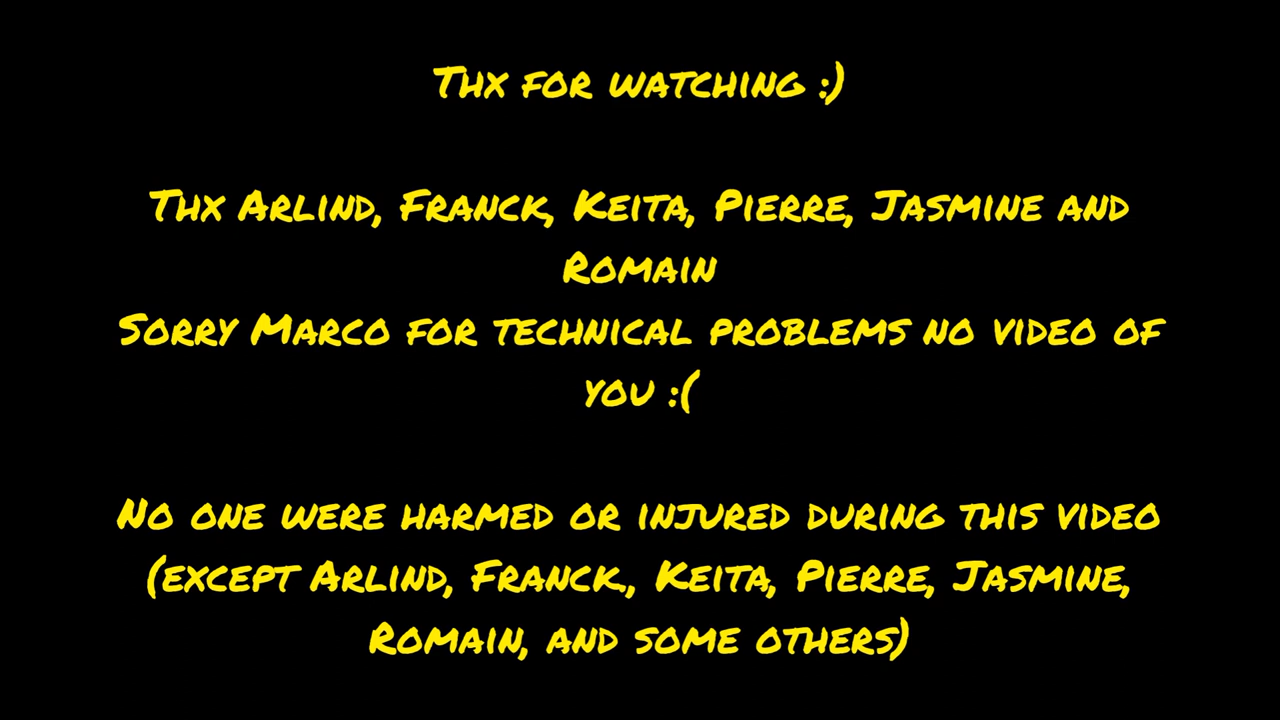 Thx for watching :)
Thx Arlind, Franck, Keita, Pierre, Jasmine and
Romain
Sorry Marco for technical problems no video of
you :(
No one were harmed or injured during this video
(except Arlind, Franck., Keita, Pierre, Jasmine,
Romain, and some others)